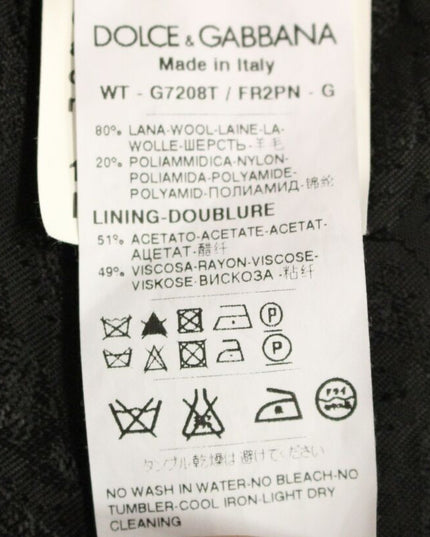 DOLCE & GABBANA
Made in Italy
WT - G7208T / FR2PN - G
80% LANA-WOOL-LAINE-LA-
WOLLE-ШЕРСТЬ-羊毛
20% POLIAMMIDICA-NYLON-
POLIAMIDA-POLYAMIDE-
POLYAMID-ПОЛИАМИД-锦纶
LINING-DOUBLURE
51% ACETATO-ACETATE-ACETAT-
АЦЕТАТ-醋纤
49% VISCOSA-RAYON-VISCOSE-
VISKOSE-ВИСКОЗА-粘纤
P
P
ドライ
タンブル乾燥は避けてください
NO WASH IN WATER-NO BLEACH-NO
TUMBLER-COOL IRON-LIGHT DRY
CLEANING